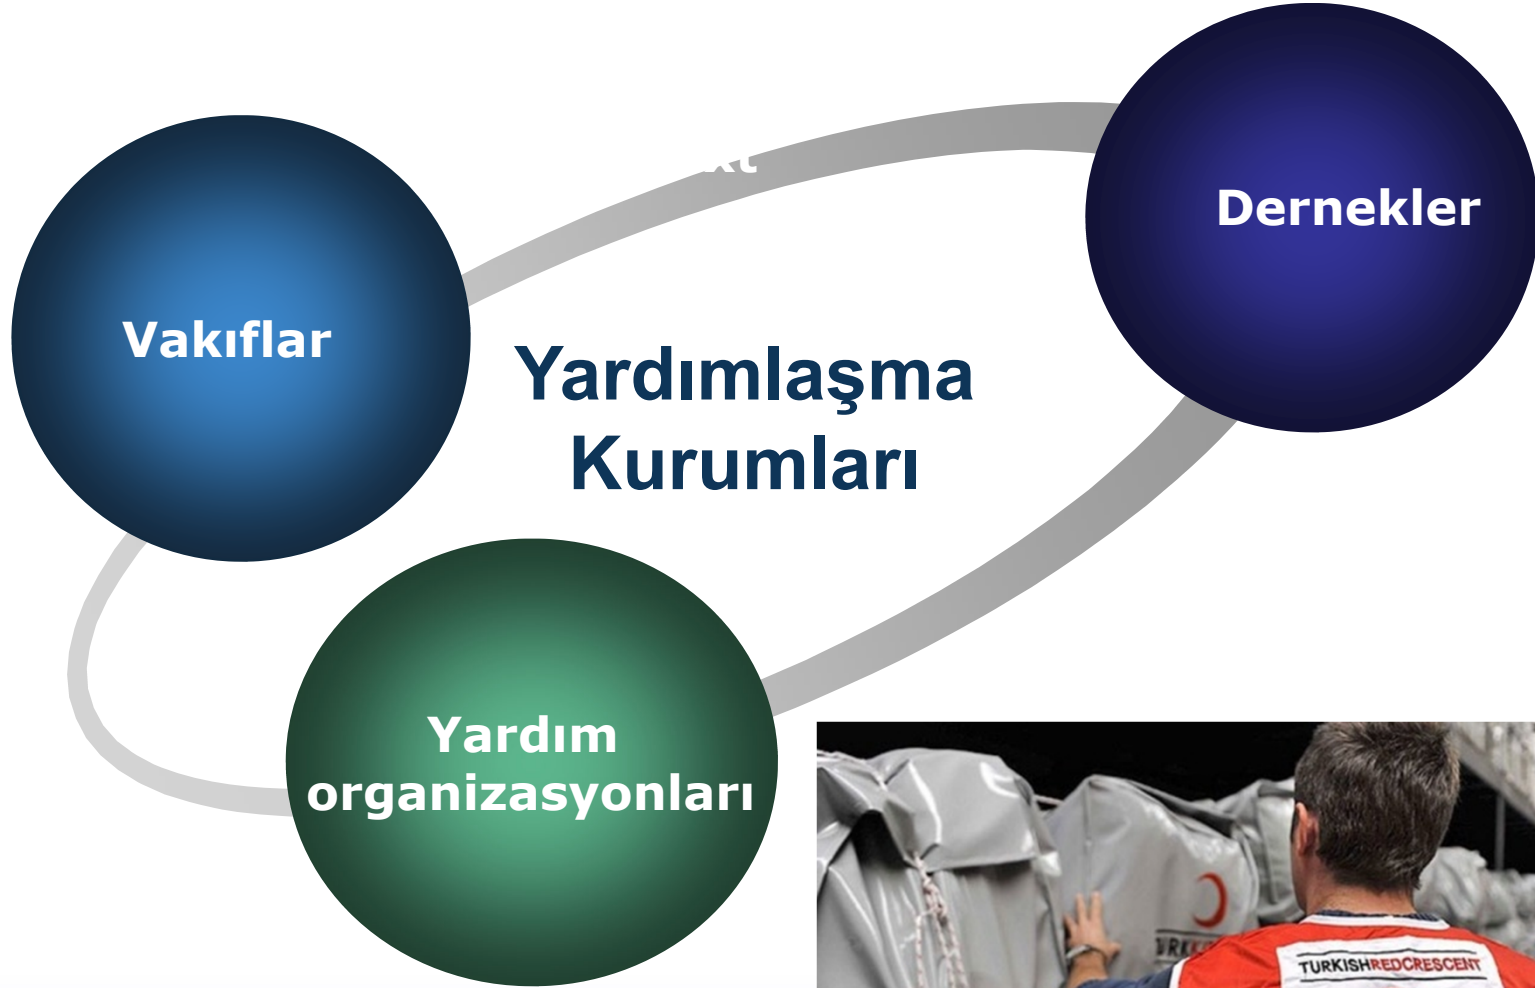 Dernekler
Vakıflar
Yardımlaşma
Kurumları
Yardım
organizasyonları
TURKISHREDCRESCENT